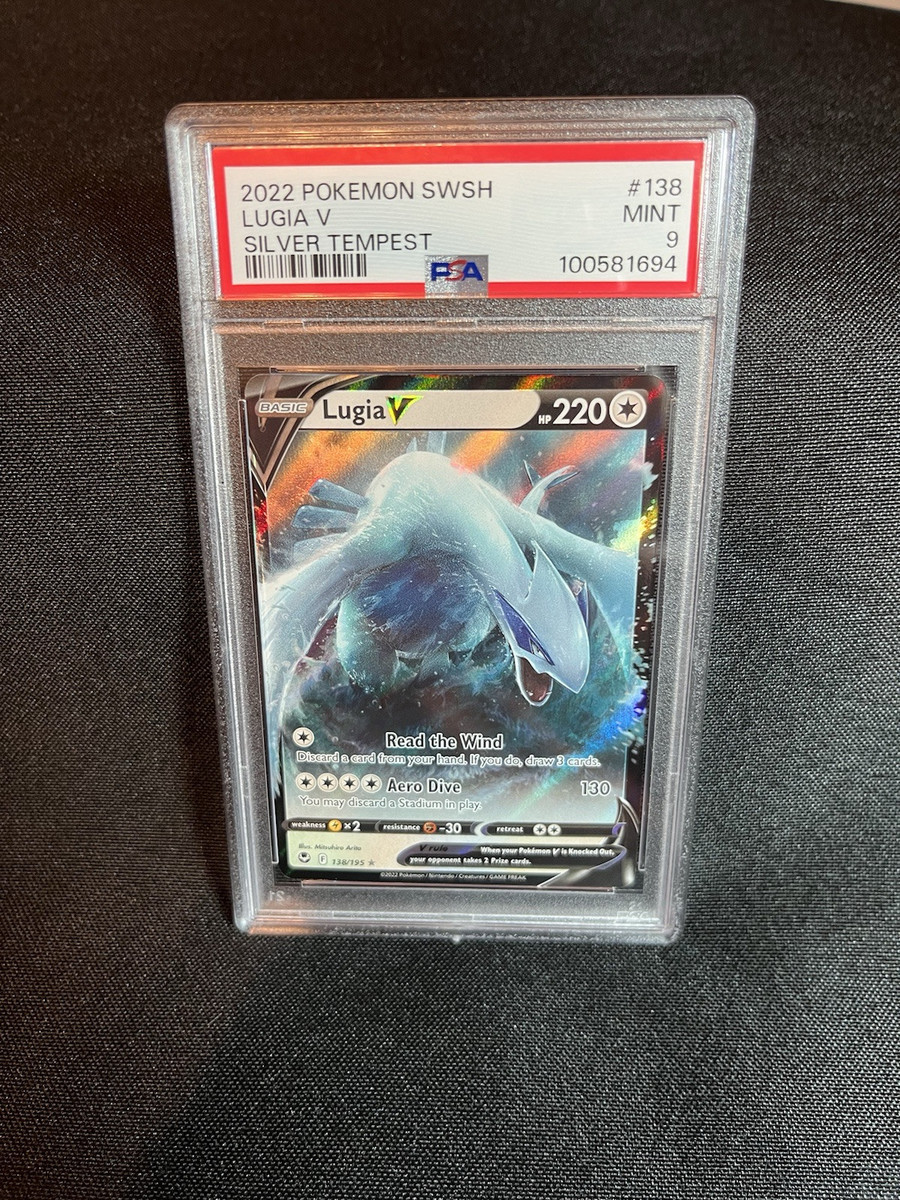 2022 POKEMON SWSH #138
LUGIA V MINT
SILVER TEMPEST 9
PSA 100581694
BASIC Lugia V HP 220
Read the Wind
Discard a card from your hand. If you do, draw 3 cards.
Aero Dive 130
You may discard a Stadium in play.
weakness ×2 resistance -30 retreat
Illus. Mitsuhiro Arita
V rule When your Pokémon V is Knocked Out,
your opponent takes 2 Prize cards.
F 138/195
©2022 Pokémon / Nintendo / Creatures / GAME FREAK